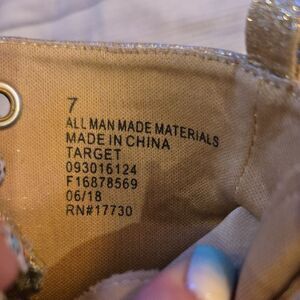 7
ALL MAN MADE MATERIALS
MADE IN CHINA
TARGET
093016124
F16878569
06/18
RN#17730